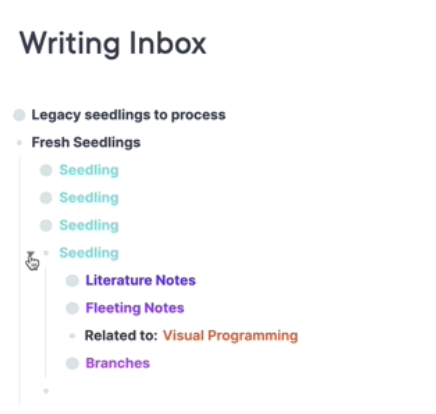 Writing Inbox
Legacy seedlings to process
Fresh Seedlings
Seedling
Seedling
Seedling
Seedling
Literature Notes
Fleeting Notes
Related to: Visual Programming
Branches